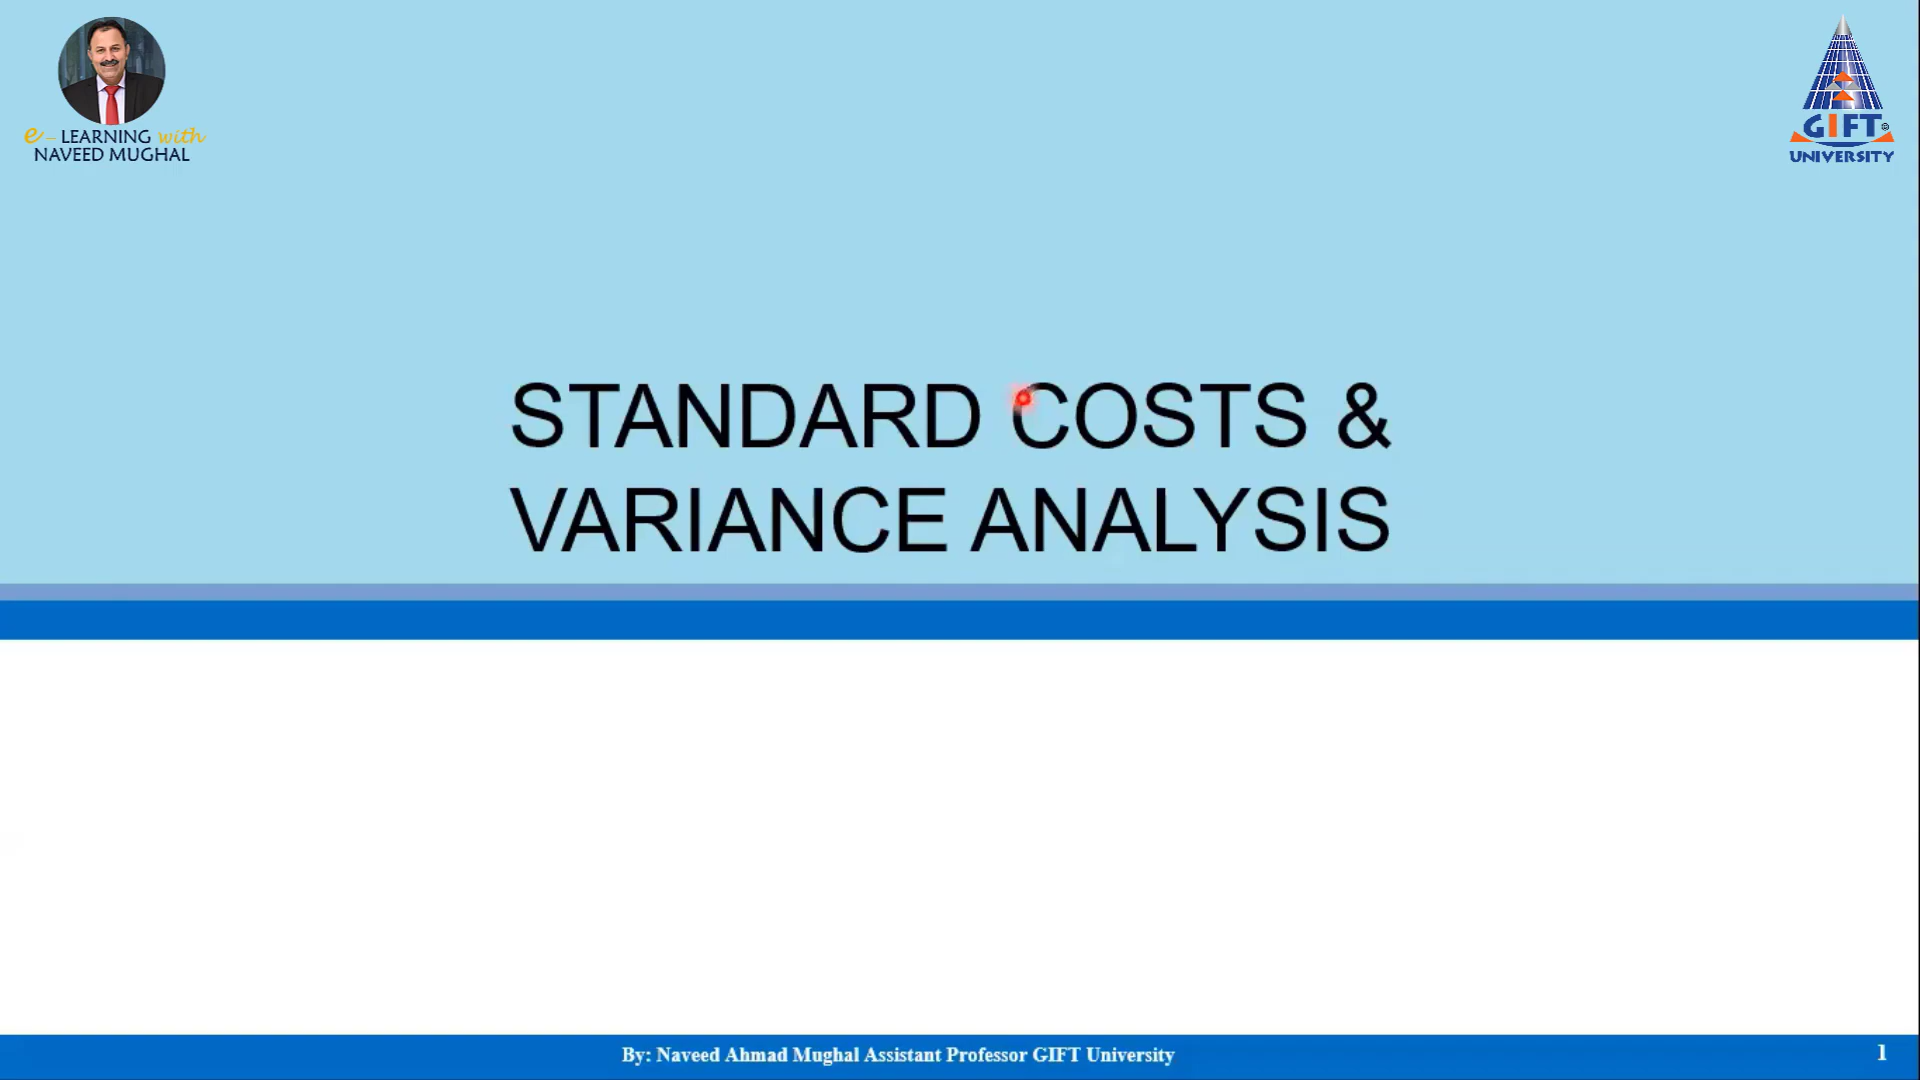 e – LEARNING with
NAVEED MUGHAL
GIFT ©
UNIVERSITY
STANDARD COSTS &
VARIANCE ANALYSIS
By: Naveed Ahmad Mughal Assistant Professor GIFT University
1